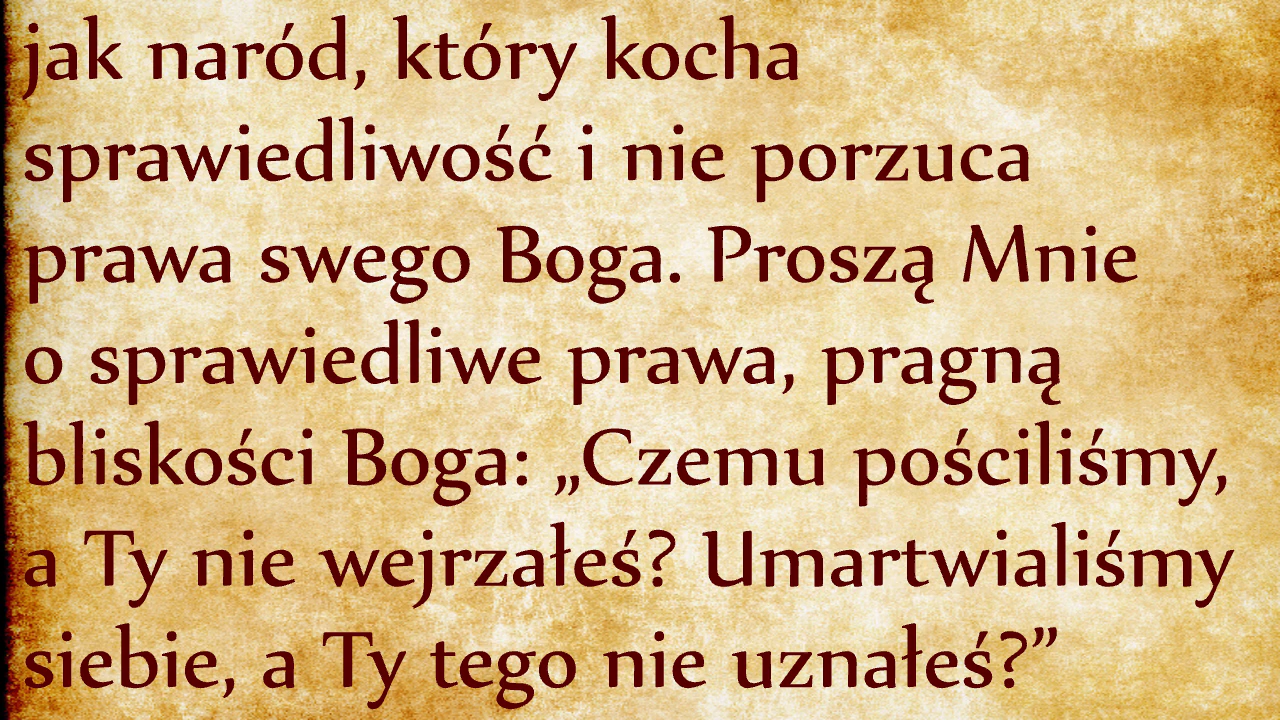 jak naród, który kocha
sprawiedliwość i nie porzuca
prawa swego Boga. Proszą Mnie
o sprawiedliwe prawa, pragną
bliskości Boga: „Czemu pościliśmy,
a Ty nie wejrzałeś? Umartwialiśmy
siebie, a Ty tego nie uznałeś?”